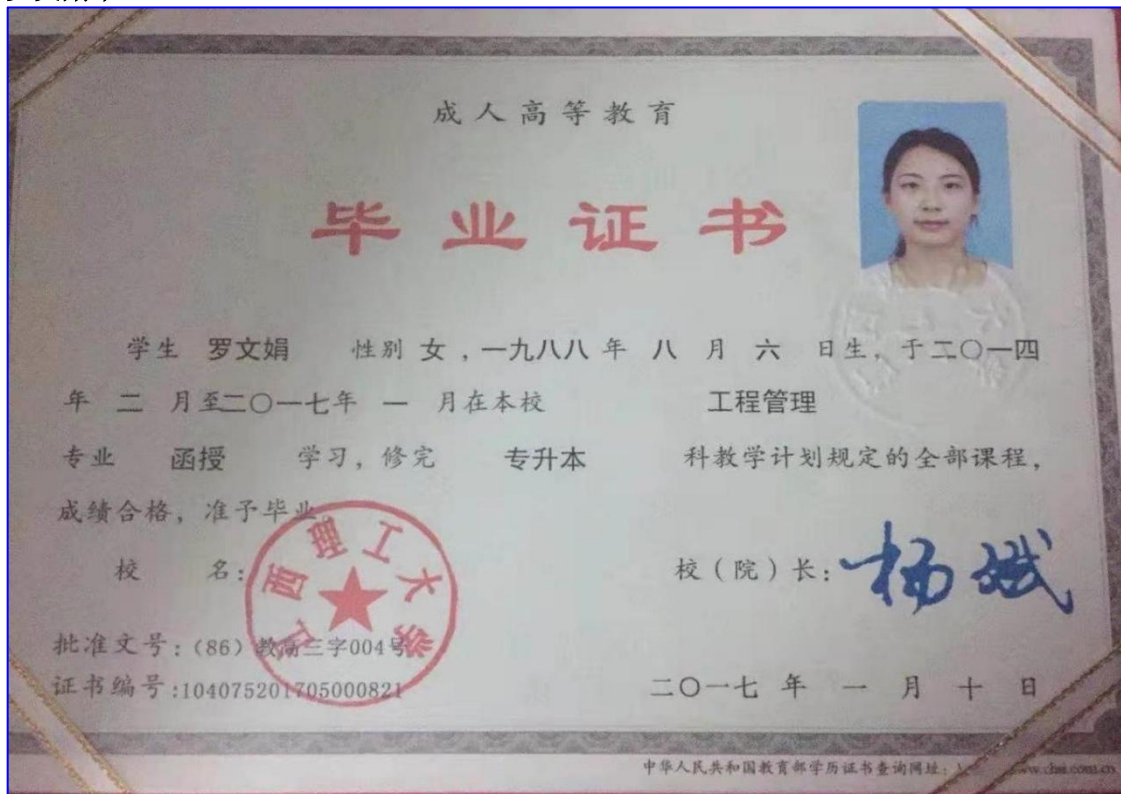 成人高等教育
毕业证书
学生 罗文娟 性别 女 , 一九八八 年 八 月 六 日生, 于二〇一四
年 二 月至二〇一七年 一 月在本校 工程管理
专业 函授 学习, 修完 专升本 科教学计划规定的全部课程,
成绩合格, 准予毕业
校 名: 江西理工大学
校(院)长: 杨斌
批准文号: (86) 教高三字004号
证书编号:104075201705000821
二〇一七 年 一 月 十 日
中华人民共和国教育部学历证书查询网址: